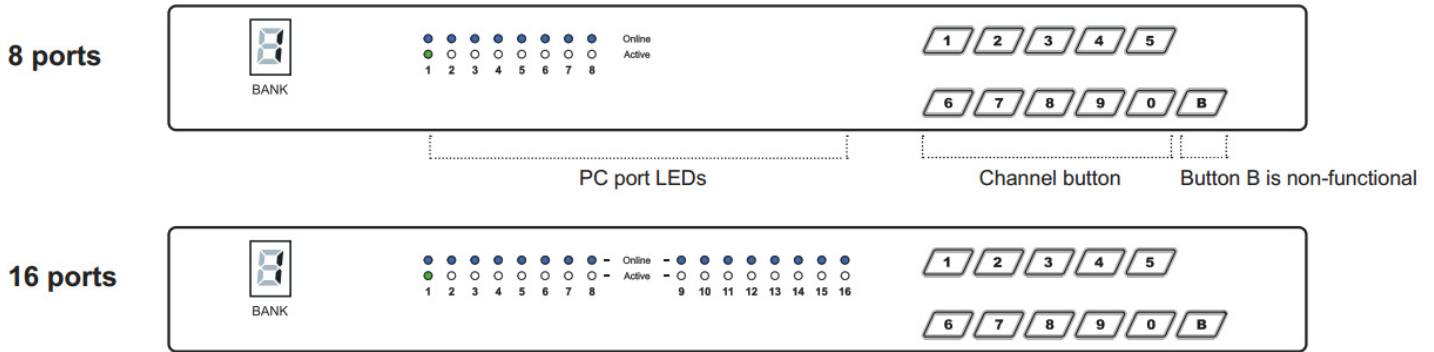 8 ports
1
BANK
Online
Active
1 2 3 4 5 6 7 8
1 2 3 4 5
6 7 8 9 0 B
PC port LEDs
Channel button
Button B is non-functional
16 ports
1
BANK
Online
Active
1 2 3 4 5 6 7 8 9 10 11 12 13 14 15 16
1 2 3 4 5
6 7 8 9 0 B